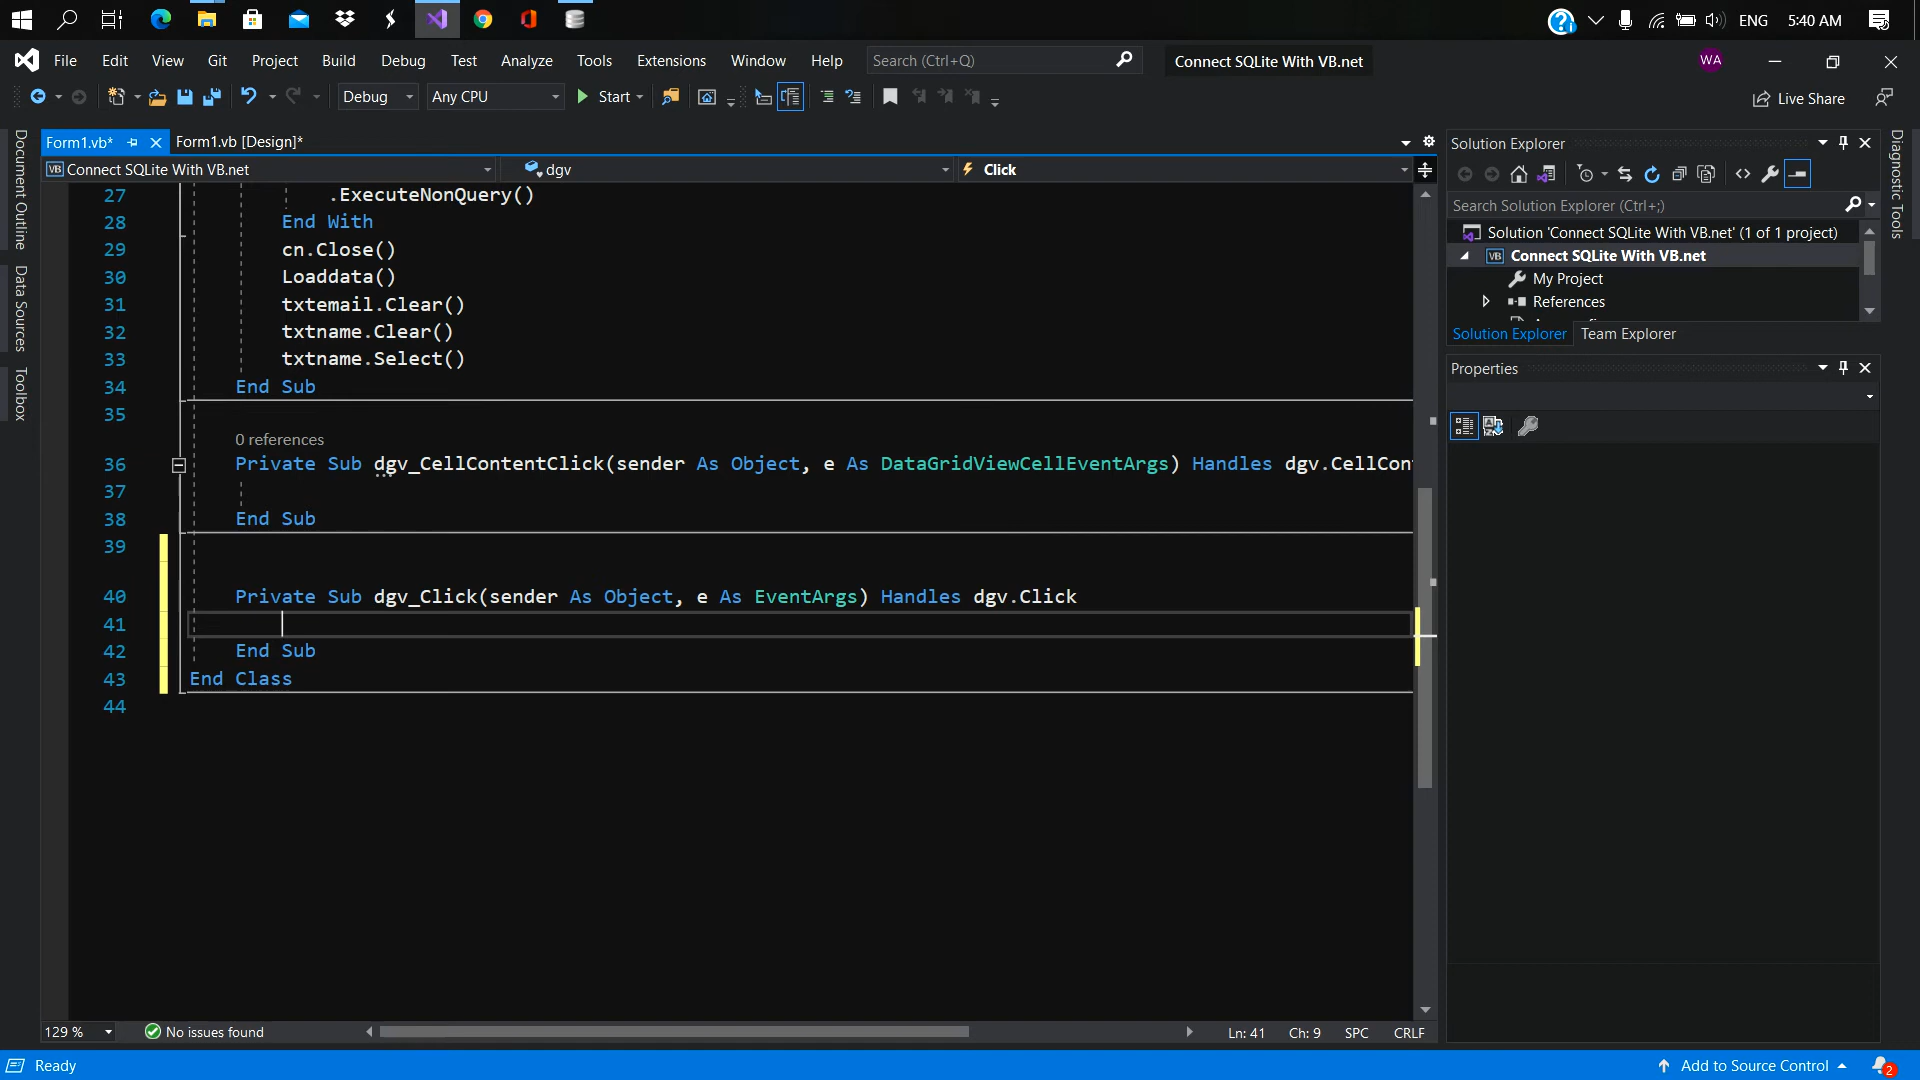 ENG
5:40 AM
File Edit View Git Project Build Debug Test Analyze Tools Extensions Window Help
Search (Ctrl+Q)
Connect SQLite With VB.net
WA
Debug
Any CPU
Start
Live Share
Form1.vb*
Form1.vb [Design]*
VB Connect SQLite With VB.net
dgv
Click
Document Outline
Data Sources
Toolbox
27 .ExecuteNonQuery()
28 End With
29 cn.Close()
30 Loaddata()
31 txtemail.Clear()
32 txtname.Clear()
33 txtname.Select()
34 End Sub
35
0 references
36 Private Sub dgv_CellContentClick(sender As Object, e As DataGridViewCellEventArgs) Handles dgv.CellCon
37
38 End Sub
39
40 Private Sub dgv_Click(sender As Object, e As EventArgs) Handles dgv.Click
41
42 End Sub
43 End Class
44
129 %
No issues found
Ln: 41 Ch: 9 SPC CRLF
Solution Explorer
Search Solution Explorer (Ctrl+;)
Solution 'Connect SQLite With VB.net' (1 of 1 project)
VB Connect SQLite With VB.net
My Project
References
Solution Explorer
Team Explorer
Properties
Diagnostic Tools
Ready
Add to Source Control
2